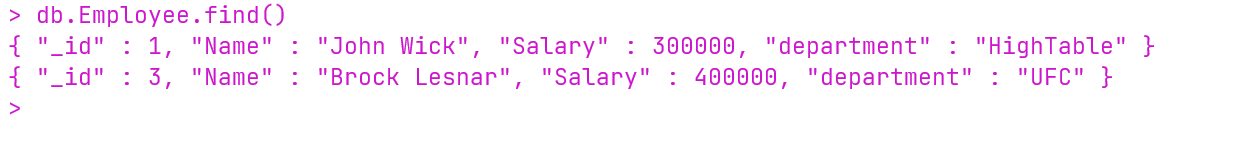 > db.Employee.find()
{ "_id" : 1, "Name" : "John Wick", "Salary" : 300000, "department" : "HighTable" }
{ "_id" : 3, "Name" : "Brock Lesnar", "Salary" : 400000, "department" : "UFC" }
>